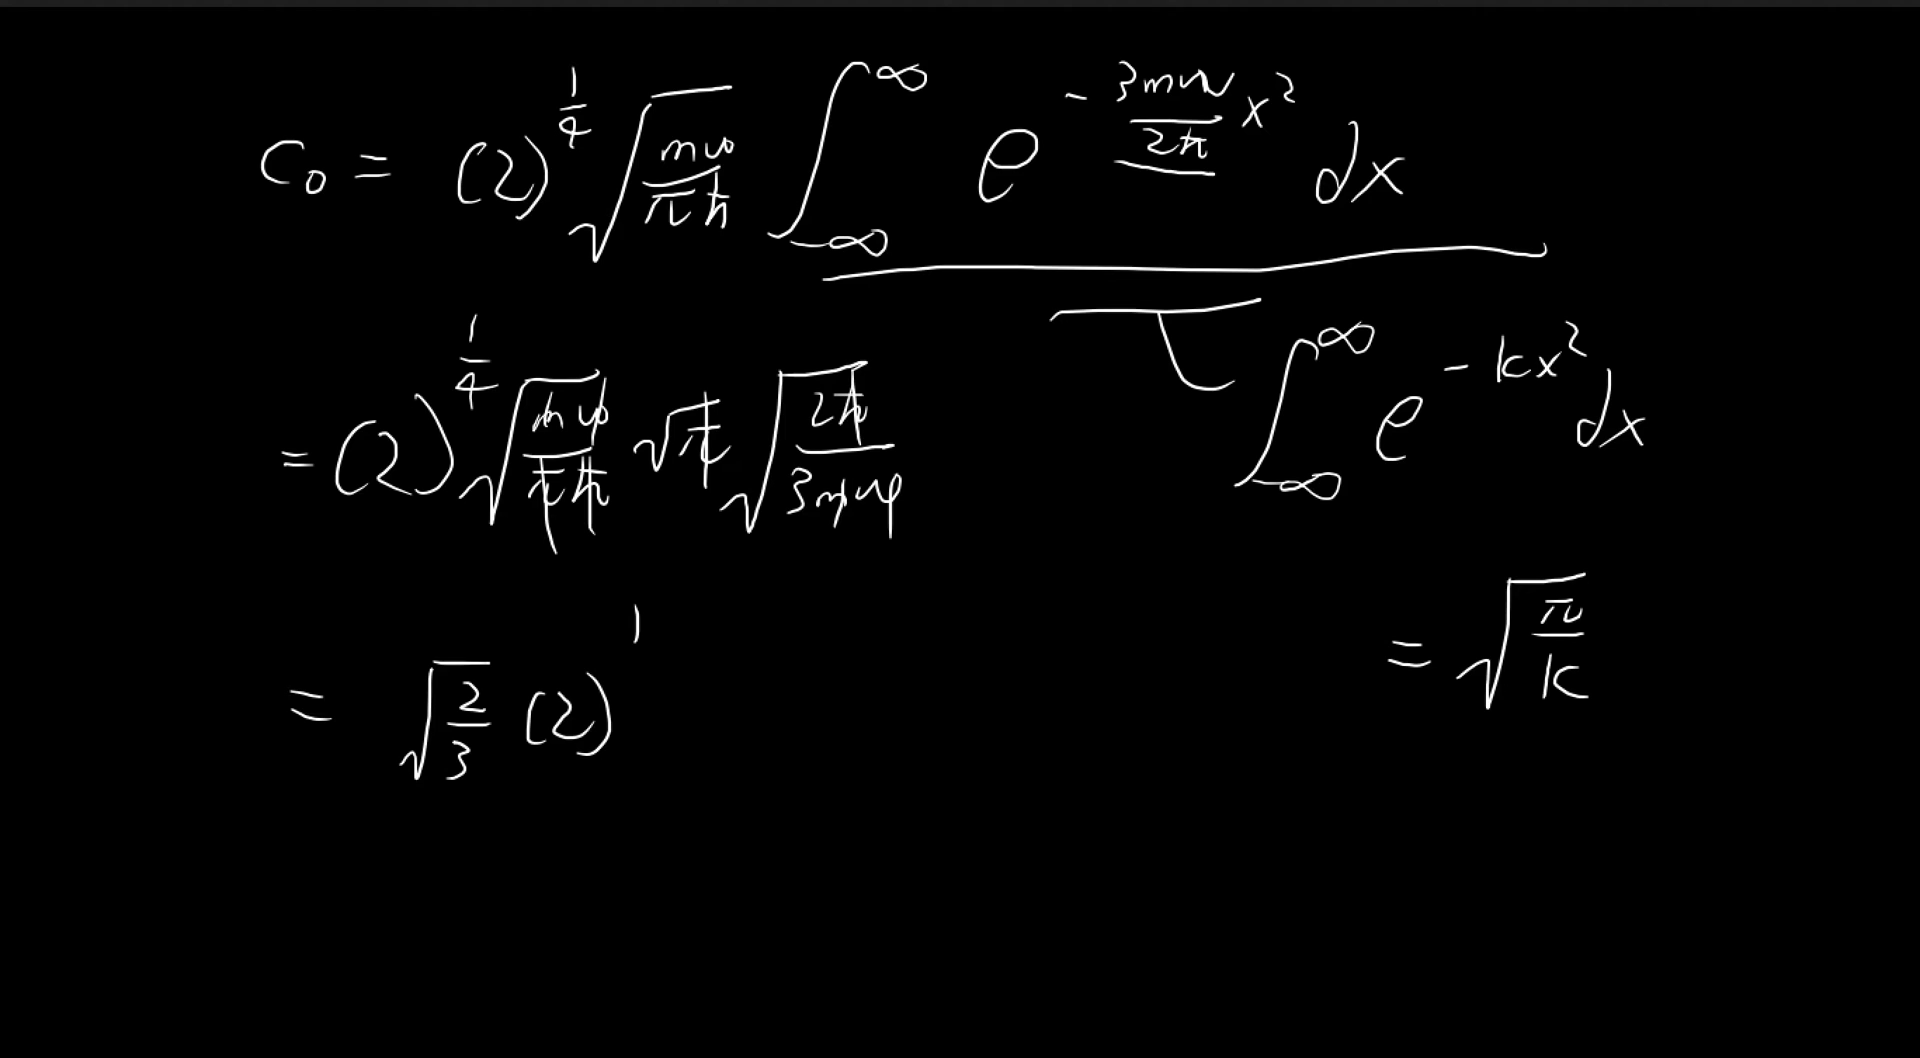 C₀ = (2)^{1/4} √(mω/πħ) ∫_{-∞}^{∞} e^{-(3mω/2ħ) x²} dx
= (2)^{1/4} √(mω/πħ) √π √(2ħ/3mω)
∫_{-∞}^{∞} e^{-kx²} dx
= √(2/3) (2)^{1
= √(π/k)